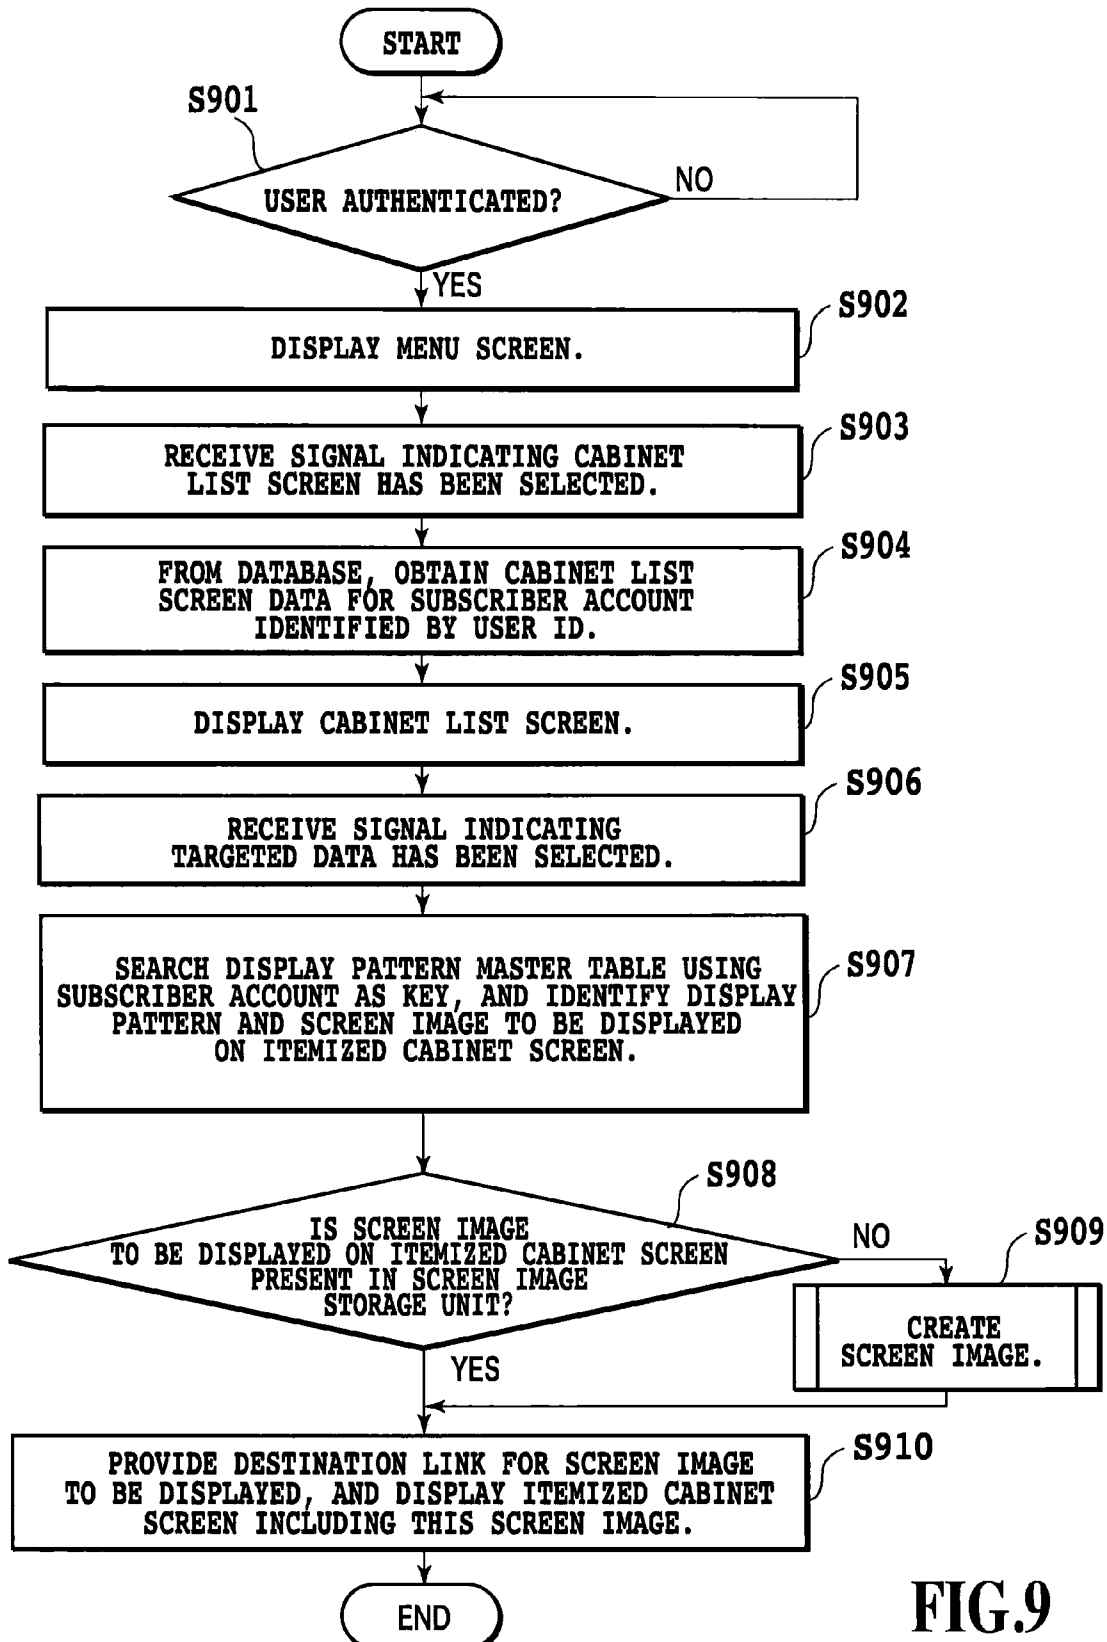 START
S901
USER AUTHENTICATED?
NO
YES
S902
DISPLAY MENU SCREEN.
S903
RECEIVE SIGNAL INDICATING CABINET
LIST SCREEN HAS BEEN SELECTED.
S904
FROM DATABASE, OBTAIN CABINET LIST
SCREEN DATA FOR SUBSCRIBER ACCOUNT
IDENTIFIED BY USER ID.
S905
DISPLAY CABINET LIST SCREEN.
S906
RECEIVE SIGNAL INDICATING
TARGETED DATA HAS BEEN SELECTED.
S907
SEARCH DISPLAY PATTERN MASTER TABLE USING
SUBSCRIBER ACCOUNT AS KEY, AND IDENTIFY DISPLAY
PATTERN AND SCREEN IMAGE TO BE DISPLAYED
ON ITEMIZED CABINET SCREEN.
S908
IS SCREEN IMAGE
TO BE DISPLAYED ON ITEMIZED CABINET SCREEN
PRESENT IN SCREEN IMAGE
STORAGE UNIT?
NO
S909
CREATE
SCREEN IMAGE.
YES
S910
PROVIDE DESTINATION LINK FOR SCREEN IMAGE
TO BE DISPLAYED, AND DISPLAY ITEMIZED CABINET
SCREEN INCLUDING THIS SCREEN IMAGE.
END
FIG.9